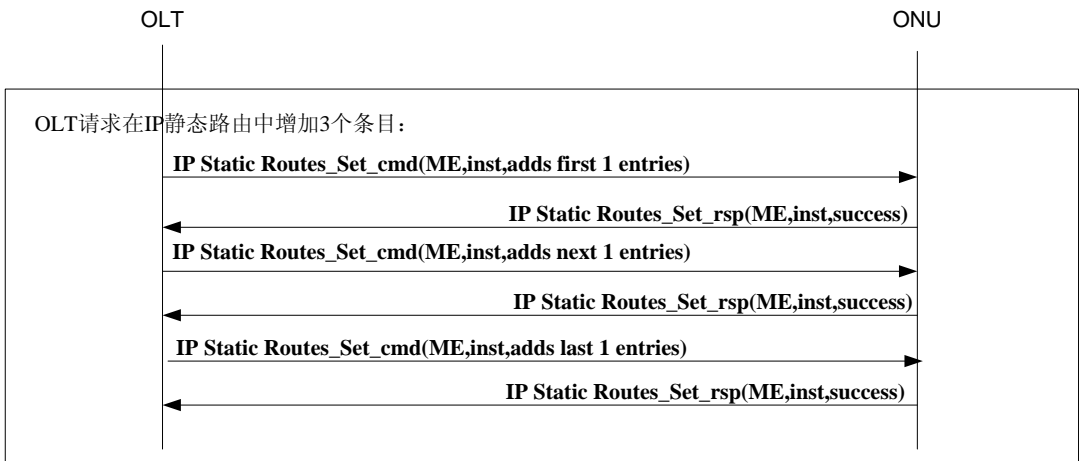 OLT
ONU
OLT请求在IP静态路由中增加3个条目：
IP Static Routes_Set_cmd(ME,inst,adds first 1 entries)
IP Static Routes_Set_rsp(ME,inst,success)
IP Static Routes_Set_cmd(ME,inst,adds next 1 entries)
IP Static Routes_Set_rsp(ME,inst,success)
IP Static Routes_Set_cmd(ME,inst,adds last 1 entries)
IP Static Routes_Set_rsp(ME,inst,success)